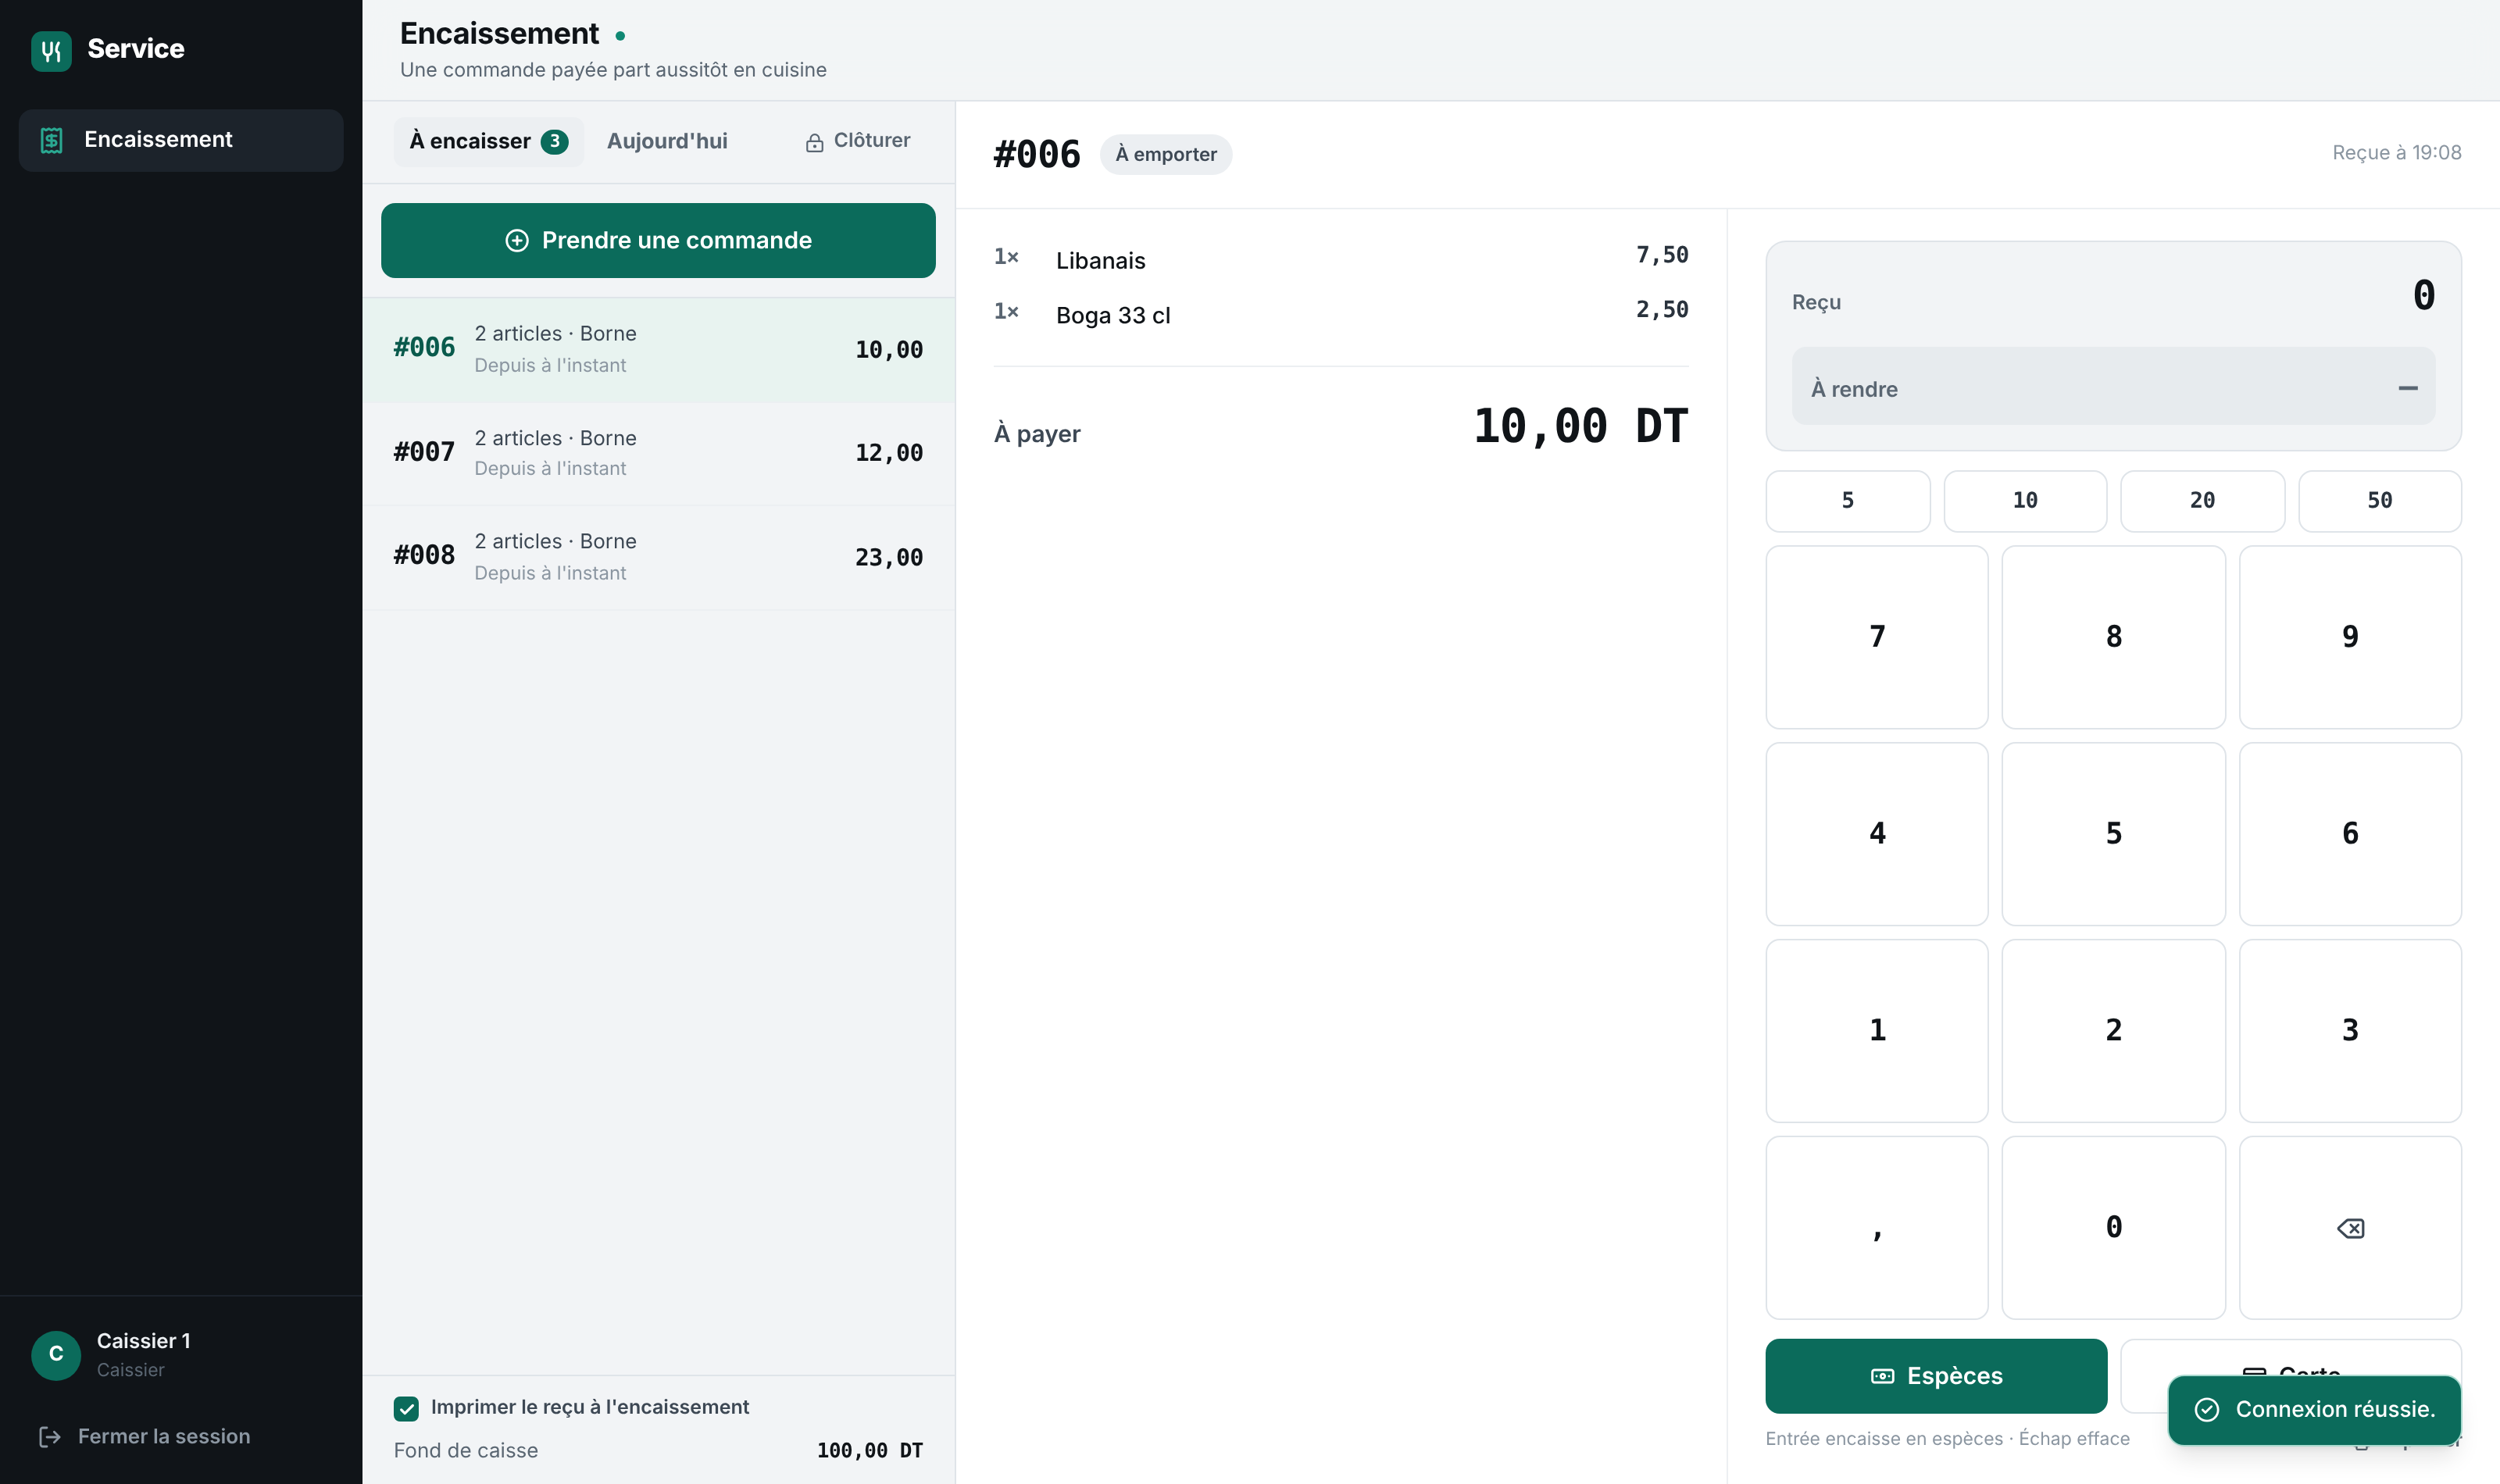 Service
Encaissement
Encaissement
Une commande payée part aussitôt en cuisine
À encaisser 3 Aujourd'hui Clôturer
Prendre une commande
#006 2 articles · Borne 10,00
Depuis à l'instant
#007 2 articles · Borne 12,00
Depuis à l'instant
#008 2 articles · Borne 23,00
Depuis à l'instant
Imprimer le reçu à l'encaissement
Fond de caisse 100,00 DT
#006 À emporter Reçue à 19:08
1× Libanais 7,50
1× Boga 33 cl 2,50
À payer 10,00 DT
Reçu 0
À rendre —
5 10 20 50
7 8 9
4 5 6
1 2 3
, 0
Espèces
Connexion réussie.
Entrée encaisse en espèces · Échap efface
C Caissier 1
Caissier
Fermer la session